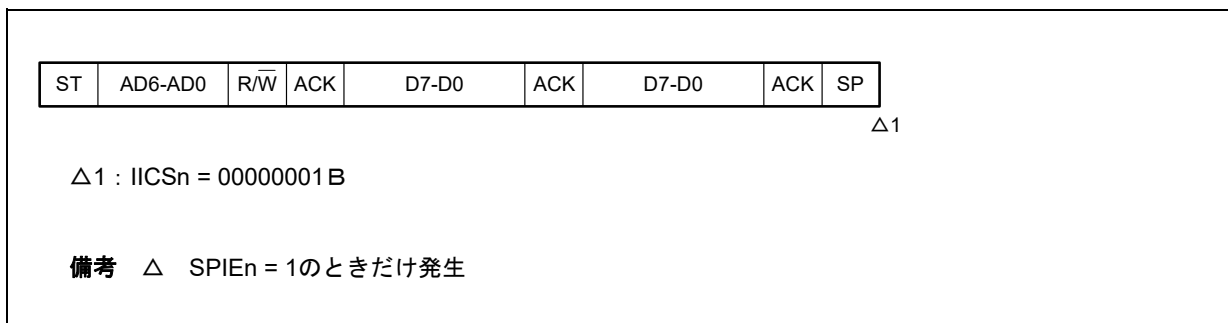 ST AD6-AD0 R/W̅ ACK D7-D0 ACK D7-D0 ACK SP
△1
△1：IICSn = 00000001B
備考 △ SPIEn = 1のときだけ発生